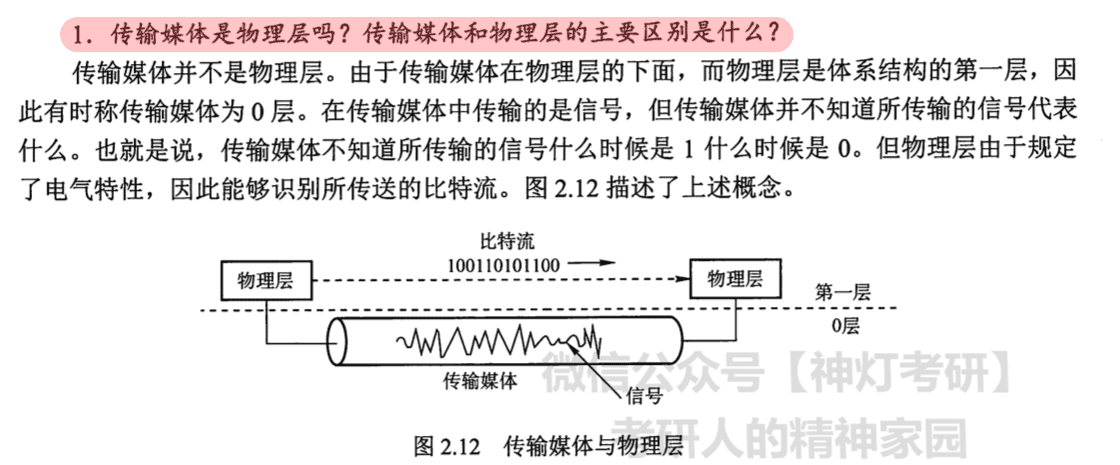 1．传输媒体是物理层吗？传输媒体和物理层的主要区别是什么？
传输媒体并不是物理层。由于传输媒体在物理层的下面，而物理层是体系结构的第一层，因
此有时称传输媒体为 0 层。在传输媒体中传输的是信号，但传输媒体并不知道所传输的信号代表
什么。也就是说，传输媒体不知道所传输的信号什么时候是 1 什么时候是 0。但物理层由于规定
了电气特性，因此能够识别所传送的比特流。图 2.12 描述了上述概念。
比特流
100110101100
物理层
物理层
第一层
0层
传输媒体
信号
微信公众号【神灯考研】
考研人的精神家园
图 2.12 传输媒体与物理层